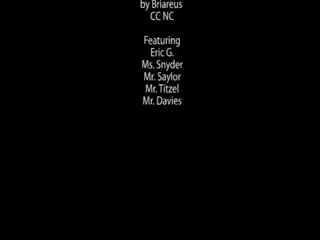 by Briareus
CC NC
Featuring
Eric G.
Ms. Snyder
Mr. Saylor
Mr. Titzel
Mr. Davies